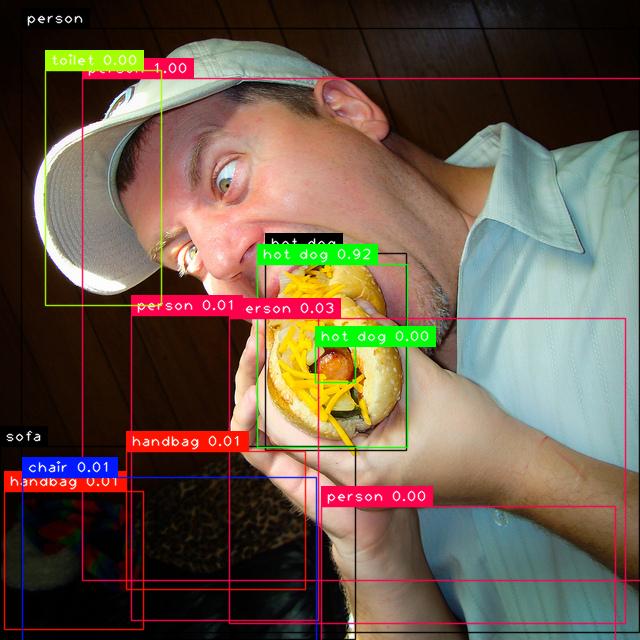 person
toilet 0.00
person 1.00
hot dog
hot dog 0.92
person 0.01
erson 0.03
hot dog 0.00
sofa
handbag 0.01
chair 0.01
handbag 0.01
person 0.00